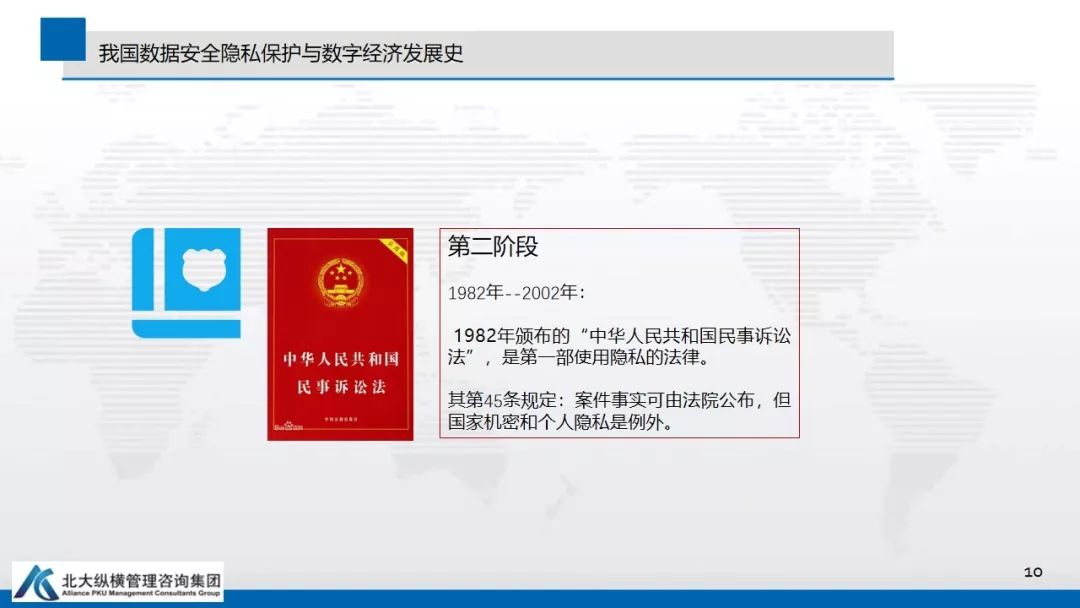 我国数据安全隐私保护与数字经济发展史
中华人民共和国
民事诉讼法
第二阶段
1982年--2002年：
1982年颁布的“中华人民共和国民事诉讼
法”，是第一部使用隐私的法律。
其第45条规定：案件事实可由法院公布，但
国家机密和个人隐私是例外。
北大纵横管理咨询集团
Alliance PKU Management Consultants Group
10